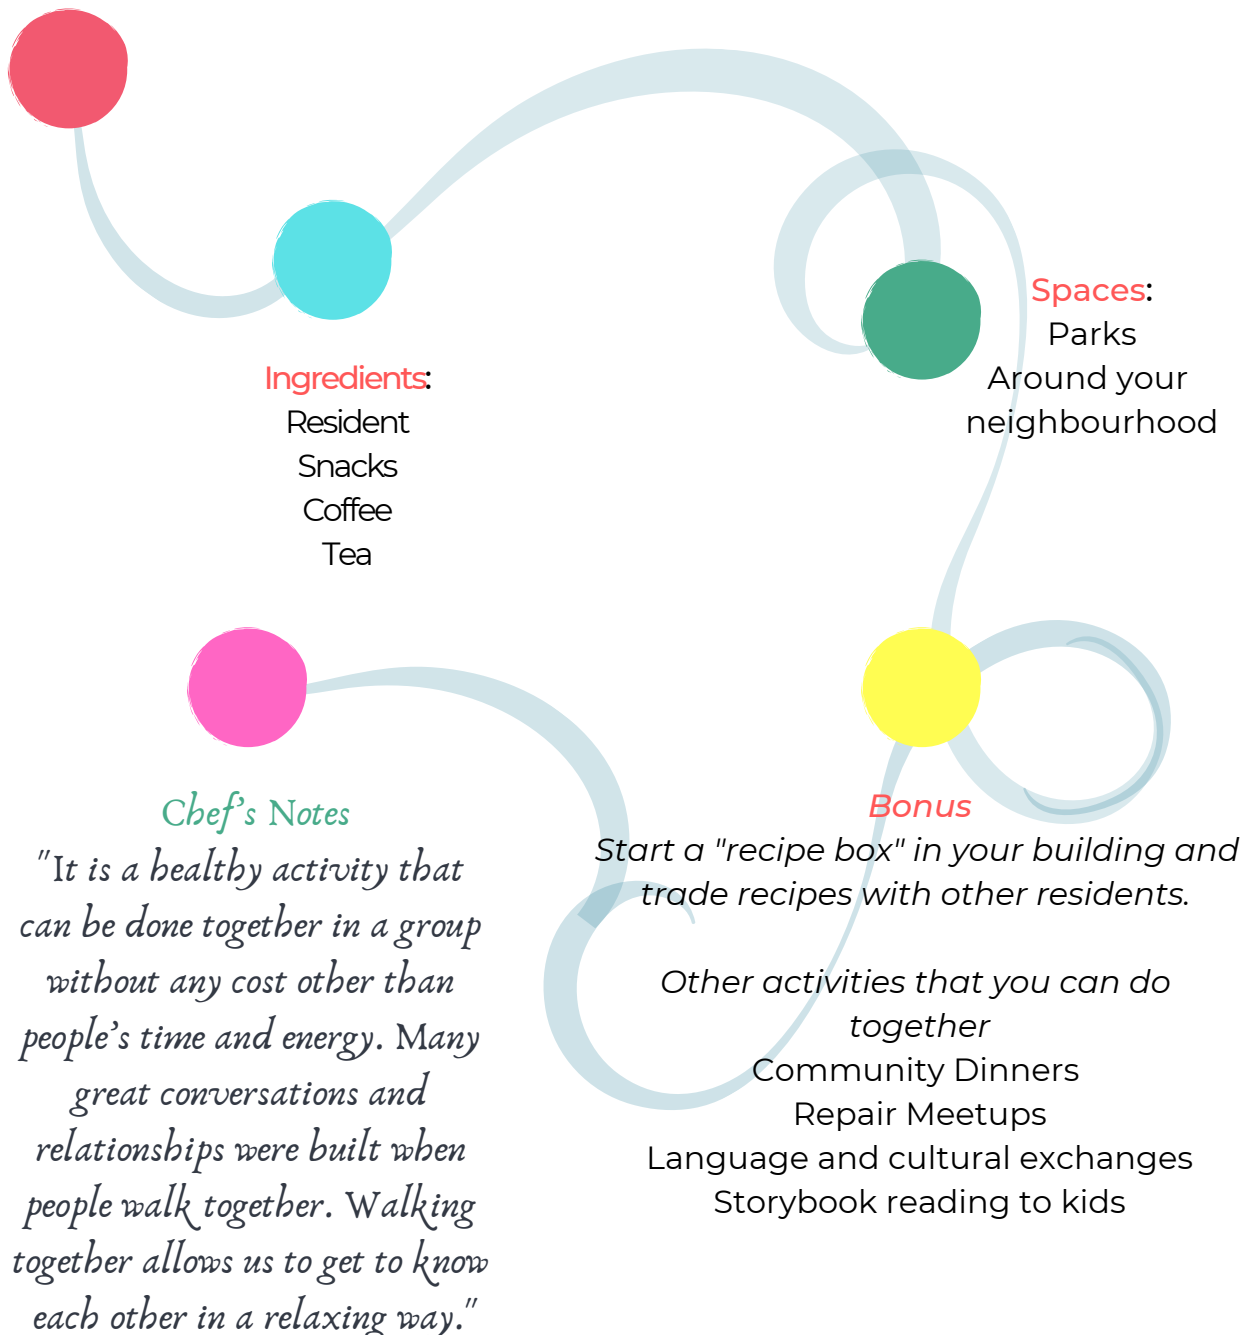 Spaces:
Parks
Around your
neighbourhood
Ingredients:
Resident
Snacks
Coffee
Tea
Chef's Notes
"It is a healthy activity that
can be done together in a group
without any cost other than
people's time and energy. Many
great conversations and
relationships were built when
people walk together. Walking
together allows us to get to know
each other in a relaxing way."
Bonus
Start a "recipe box" in your building and
trade recipes with other residents.
Other activities that you can do
together
Community Dinners
Repair Meetups
Language and cultural exchanges
Storybook reading to kids